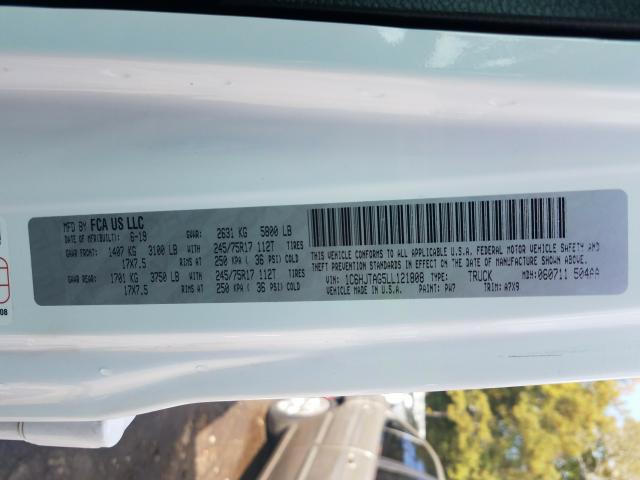 MFD BY FCA US LLC
DATE OF MFR(BUILT): 6-19 GVWR: 2631 KG 5800 LB
GAWR FRONT: 1407 KG 3100 LB WITH 245/75R17 112T TIRES
17X7.5 RIMS AT 250 KPA ( 36 PSI) COLD
GAWR REAR: 1701 KG 3750 LB WITH 245/75R17 112T TIRES
17X7.5 RIMS AT 250 KPA ( 36 PSI) COLD
THIS VEHICLE CONFORMS TO ALL APPLICABLE U.S.A. FEDERAL MOTOR VEHICLE SAFETY AND
THEFT PREVENTION STANDARDS IN EFFECT ON THE DATE OF MANUFACTURE SHOWN ABOVE.
VIN: 1C6HJTAG5LL121808 TYPE: TRUCK MDH: 060711 504AA
VEHICLE MADE IN U.S.A. PAINT: PW7 TRIM: A7X9
08